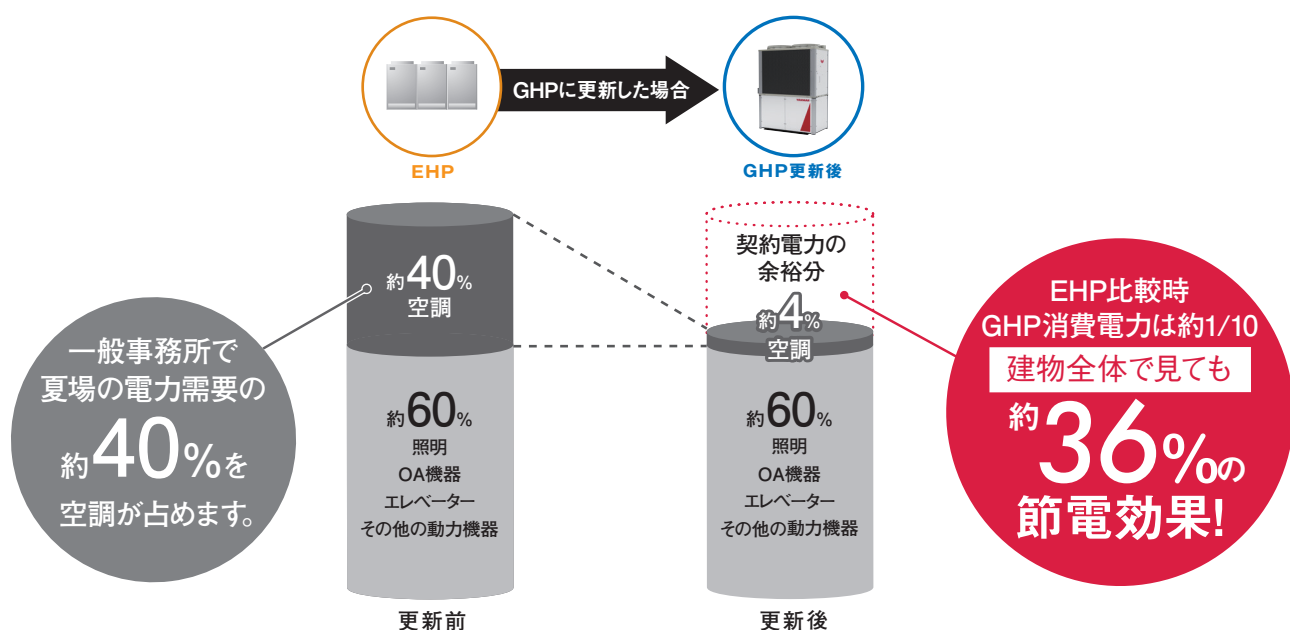 GHPに更新した場合
EHP
GHP更新後
約40%
空調
契約電力の
余裕分
約4%
空調
一般事務所で
夏場の電力需要の
約40%を
空調が占めます。
EHP比較時
GHP消費電力は約1/10
建物全体で見ても
約36%の
節電効果!
約60%
照明
OA機器
エレベーター
その他の動力機器
約60%
照明
OA機器
エレベーター
その他の動力機器
更新前
更新後